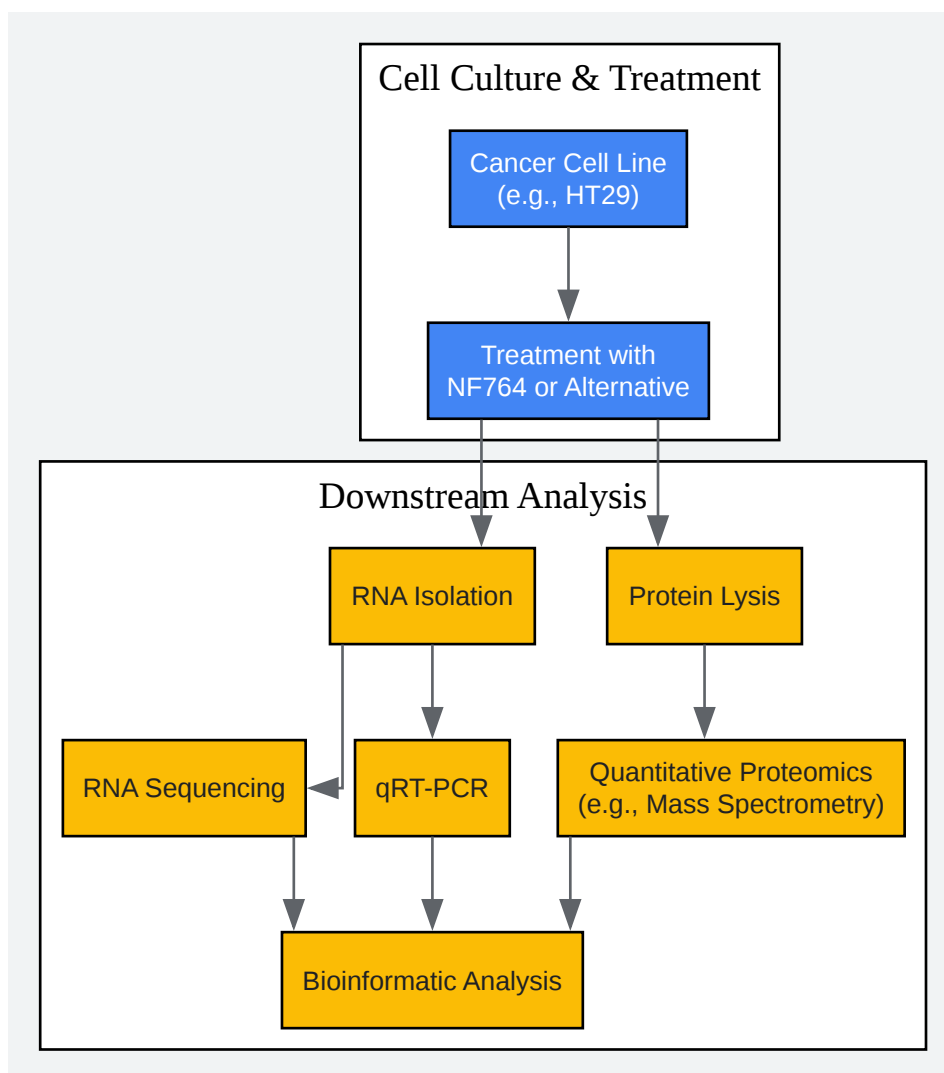 Cell Culture & Treatment
Cancer Cell Line
(e.g., HT29)
Treatment with
NF764 or Alternative
Downstream Analysis
RNA Isolation
Protein Lysis
RNA Sequencing
qRT-PCR
Quantitative Proteomics
(e.g., Mass Spectrometry)
Bioinformatic Analysis